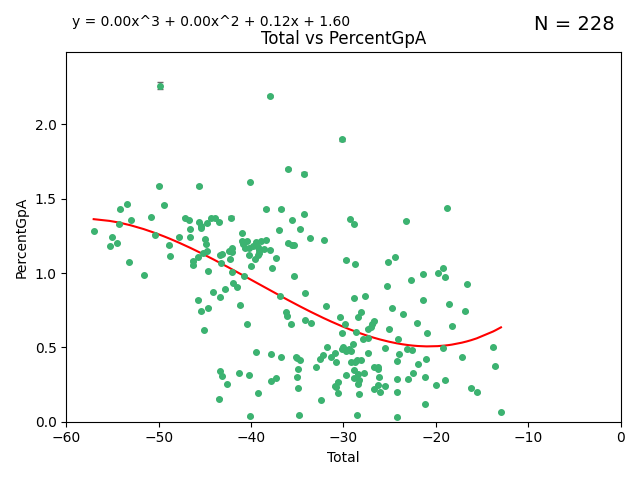 y = 0.00x^3 + 0.00x^2 + 0.12x + 1.60
N = 228
Total vs PercentGpA
PercentGpA
2.0
1.5
1.0
0.5
0.0
−60
−50
−40
−30
−20
−10
0
Total